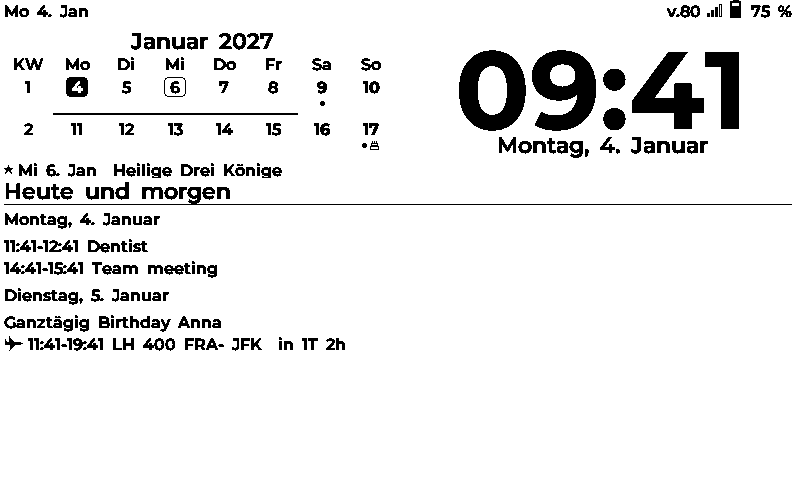 Mo 4. Jan v.80 75 %
Januar 2027
KW Mo Di Mi Do Fr Sa So
1 4 5 6 7 8 9 10
2 11 12 13 14 15 16 17
09:41
Montag, 4. Januar
Mi 6. Jan Heilige Drei Könige
Heute und morgen
Montag, 4. Januar
11:41-12:41 Dentist
14:41-15:41 Team meeting
Dienstag, 5. Januar
Ganztägig Birthday Anna
11:41-19:41 LH 400 FRA- JFK in 1T 2h